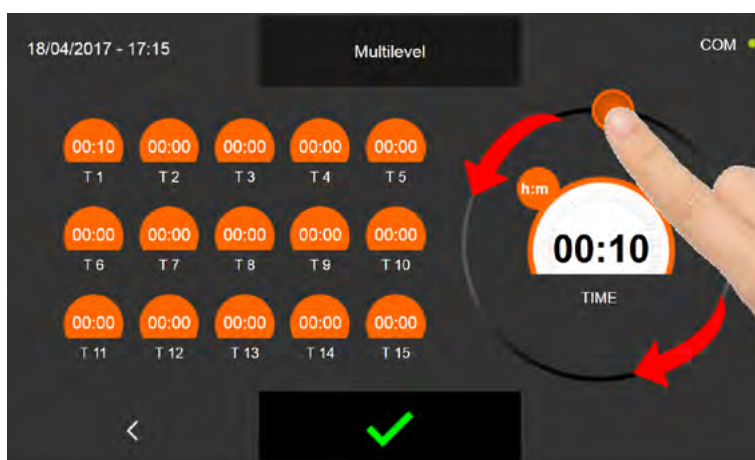 18/04/2017 - 17:15
Multilevel
COM
00:10 00:00 00:00 00:00 00:00
T 1 T 2 T 3 T 4 T 5
00:00 00:00 00:00 00:00 00:00
T 6 T 7 T 8 T 9 T 10
00:00 00:00 00:00 00:00 00:00
T 11 T 12 T 13 T 14 T 15
h:m
00:10
TIME